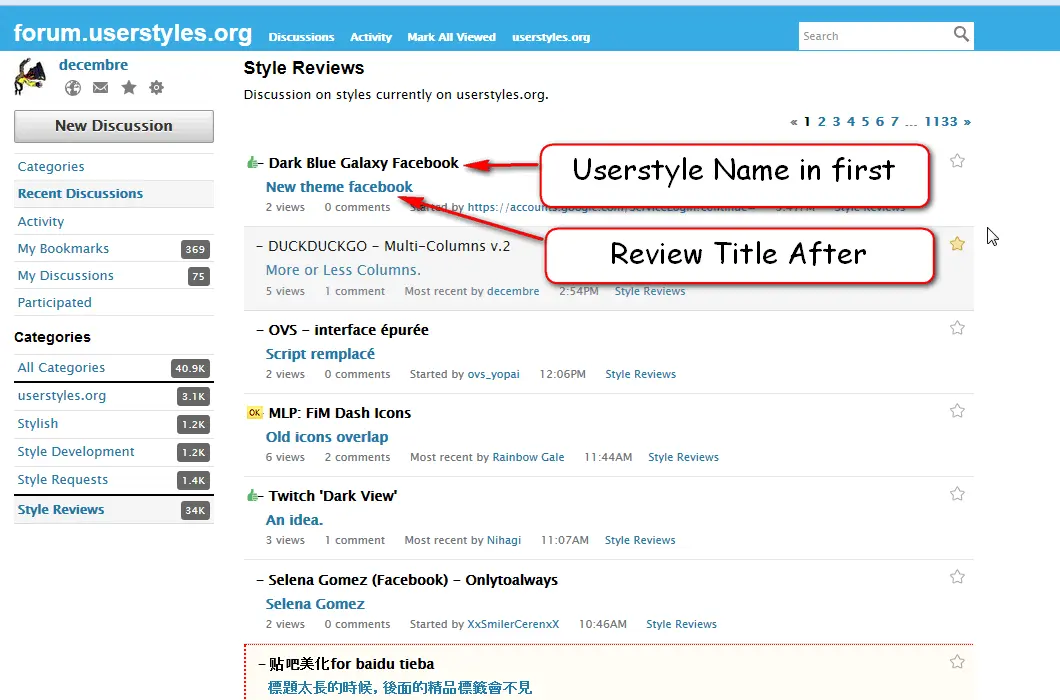 forum.userstyles.org Discussions Activity Mark All Viewed userstyles.org Search
decembre
New Discussion
Categories
Recent Discussions
Activity
My Bookmarks 369
My Discussions 75
Participated
Categories
All Categories 40.9K
userstyles.org 3.1K
Stylish 1.2K
Style Development 1.2K
Style Requests 1.4K
Style Reviews 34K
Style Reviews
Discussion on styles currently on userstyles.org.
« 1 2 3 4 5 6 7 ... 1133 »
– Dark Blue Galaxy Facebook
Userstyle Name in first
New theme facebook
2 views 0 comments Started by https://accounts.google.com/ServiceLogin?continue= 3:47PM Style Reviews
Review Title After
– DUCKDUCKGO – Multi-Columns v.2
More or Less Columns.
5 views 1 comment Most recent by decembre 2:54PM Style Reviews
– OVS – interface épurée
Script remplacé
2 views 0 comments Started by ovs_yopai 12:06PM Style Reviews
OK – MLP: FiM Dash Icons
Old icons overlap
6 views 2 comments Most recent by Rainbow Gale 11:44AM Style Reviews
– Twitch 'Dark View'
An idea.
3 views 1 comment Most recent by Nihagi 11:07AM Style Reviews
– Selena Gomez (Facebook) – Onlytoalways
Selena Gomez
2 views 0 comments Started by XxSmilerCerenxX 10:46AM Style Reviews
– 贴吧美化for baidu tieba
標題太長的時候, 後面的精品標籤會不見